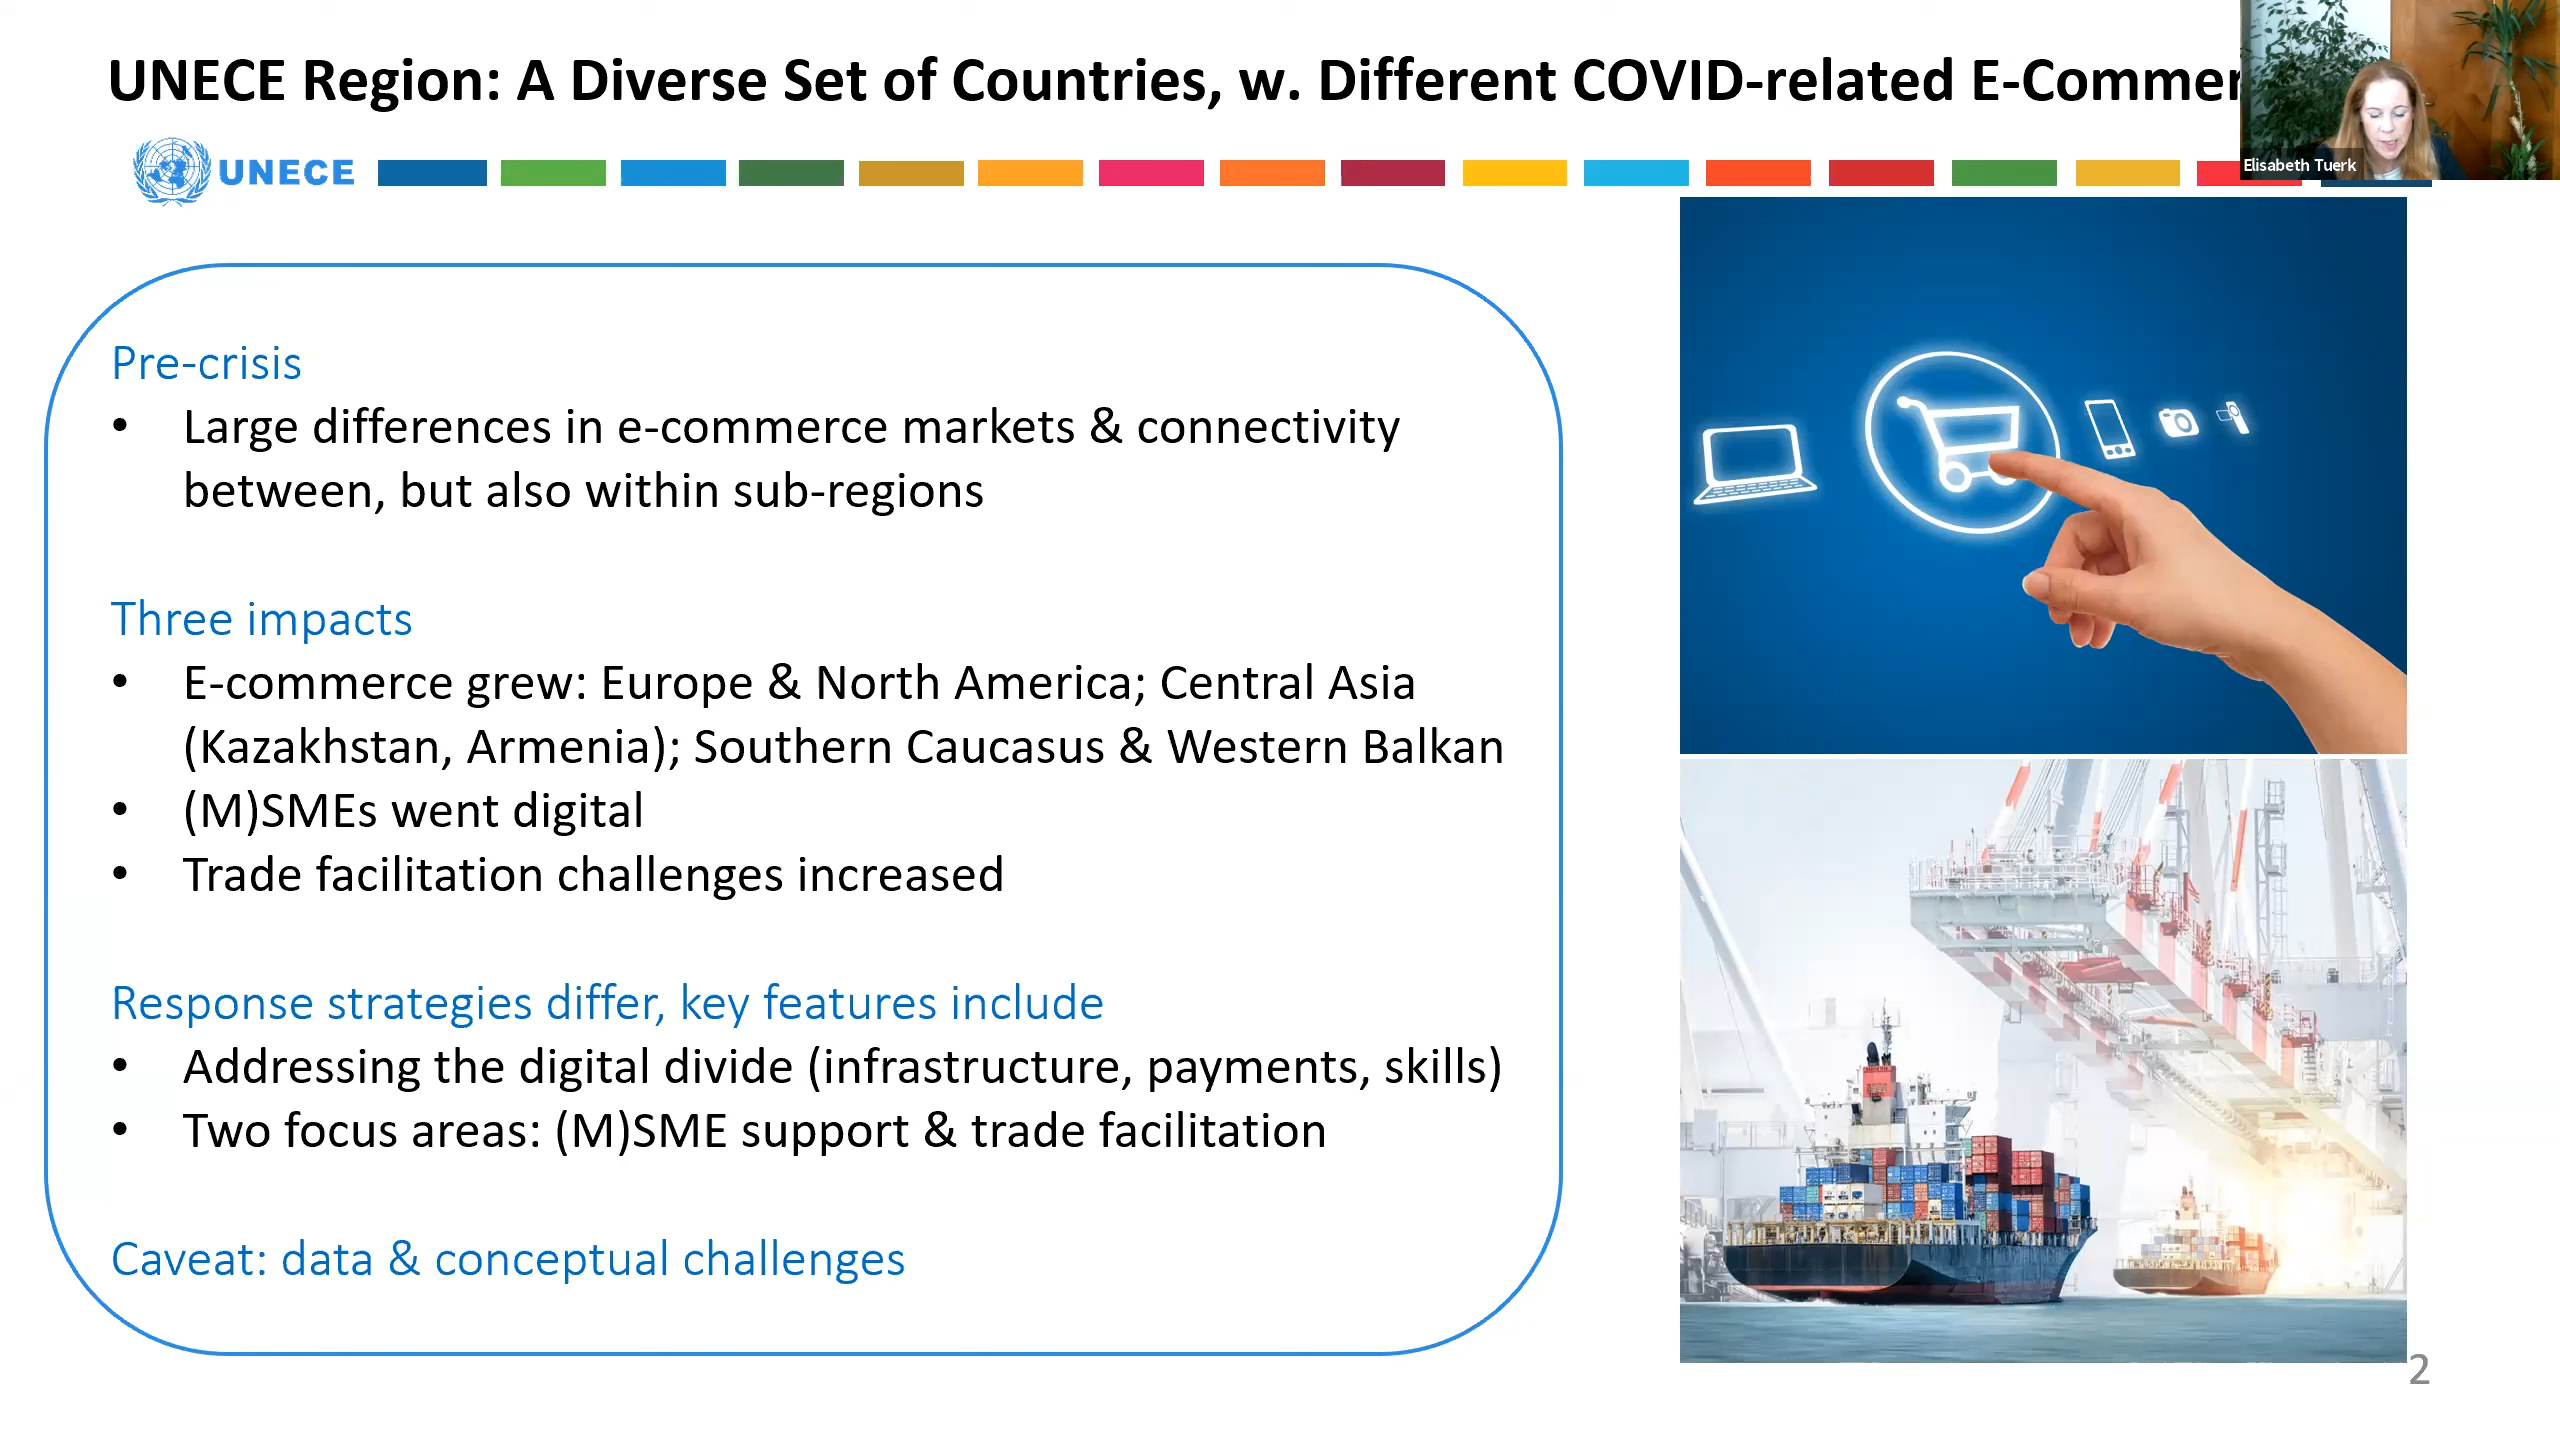 UNECE Region: A Diverse Set of Countries, w. Different COVID-related
Elisabeth Tuerk
UNECE
Pre-crisis
• Large differences in e-commerce markets & connectivity
between, but also within sub-regions
Three impacts
• E-commerce grew: Europe & North America; Central Asia
(Kazakhstan, Armenia); Southern Caucasus & Western Balkan
• (M)SMEs went digital
• Trade facilitation challenges increased
Response strategies differ, key features include
• Addressing the digital divide (infrastructure, payments, skills)
• Two focus areas: (M)SME support & trade facilitation
Caveat: data & conceptual challenges
2